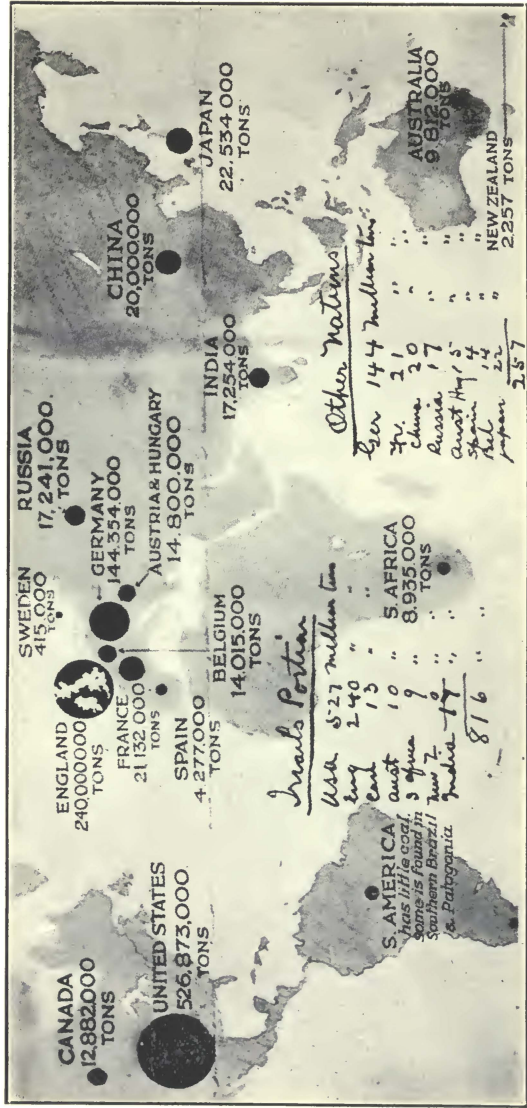 CANADA
12,882,000
TONS
UNITED STATES
526,873,000
TONS
S. AMERICA
has little coal.
some is found in
Southern Brazil
& Patagonia
ENGLAND
240,000,000
TONS
FRANCE
21,132,000
TONS
SPAIN
4,277,000
TONS
BELGIUM
14,015,000
TONS
SWEDEN
415,000
TONS
RUSSIA
17,241,000.
TONS
GERMANY
144,354,000
TONS
AUSTRIA & HUNGARY
14,800,000
TONS
INDIA
17,254,000
TONS
CHINA
20,000,000
TONS
JAPAN
22,534,000
TONS
S. AFRICA
8,935,000
TONS
AUSTRALIA
9,812,000
TONS
NEW ZEALAND
2,257
TONS
Israels Portion
USA 527 million tons
Eng 240 " "
Can 13 " "
Aust 10 " "
S Africa 9 " "
New Z. " "
India 17 " "
816 " "
Other Nations
Ger 144 million tons
Fr. 21 " "
China 20 " "
Russia 17 " "
Aust Hug 15 " "
Spain 4 " "
Bel 14 " "
Japan 22 "
257